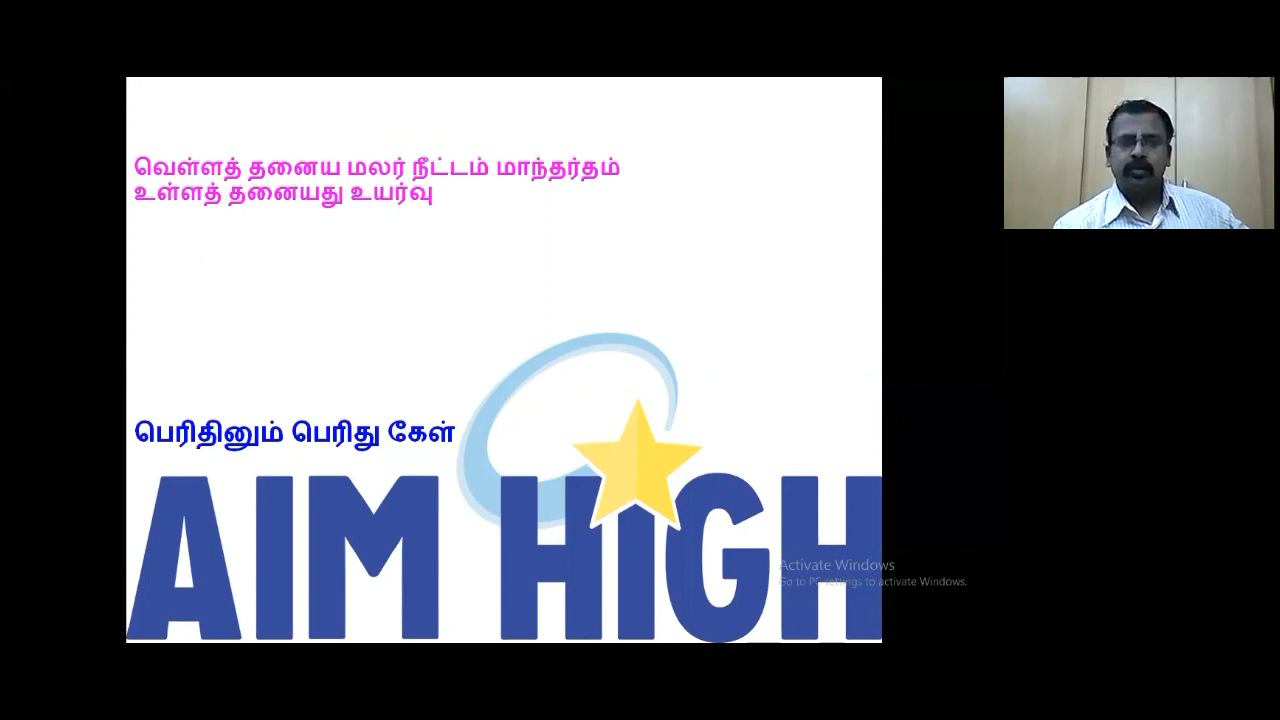 வெள்ளத் தனைய மலர் நீட்டம் மாந்தர்தம்
உள்ளத் தனையது உயர்வு
பெரிதினும் பெரிது கேள்
AIM HIGH
Activate Windows
Go to PC settings to activate Windows.